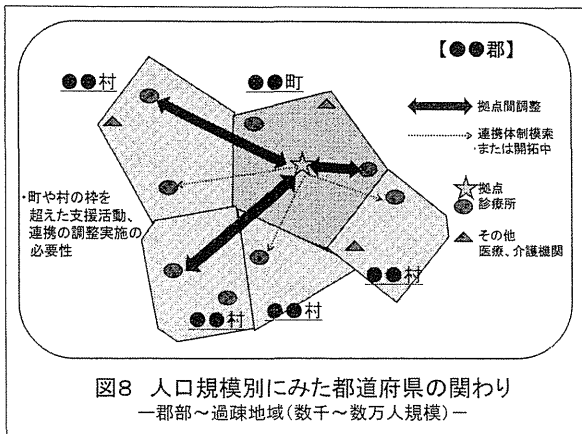 【●●郡】
●●村
●●町
拠点間調整
連携体制模索
・または開拓中
拠点
診療所
その他
医療、介護機関
・町や村の枠を
超えた支援活動、
連携の調整実施の
必要性
●●村
●●村
●●村
図8 人口規模別にみた都道府県の関わり
―郡部～過疎地域(数千～数万人規模)―